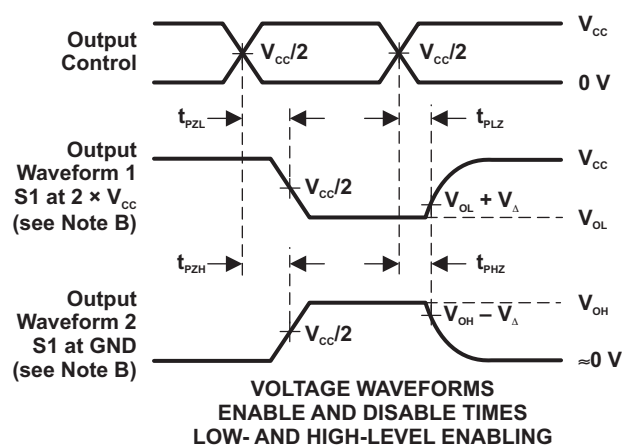 Output
Control
V_CC/2
V_CC/2
V_CC
0 V
t_PZL
t_PLZ
Output
Waveform 1
S1 at 2 × V_CC
(see Note B)
V_CC/2
V_OL + V_Δ
V_CC
V_OL
t_PZH
t_PHZ
Output
Waveform 2
S1 at GND
(see Note B)
V_CC/2
V_OH – V_Δ
V_OH
≈0 V
VOLTAGE WAVEFORMS
ENABLE AND DISABLE TIMES
LOW- AND HIGH-LEVEL ENABLING